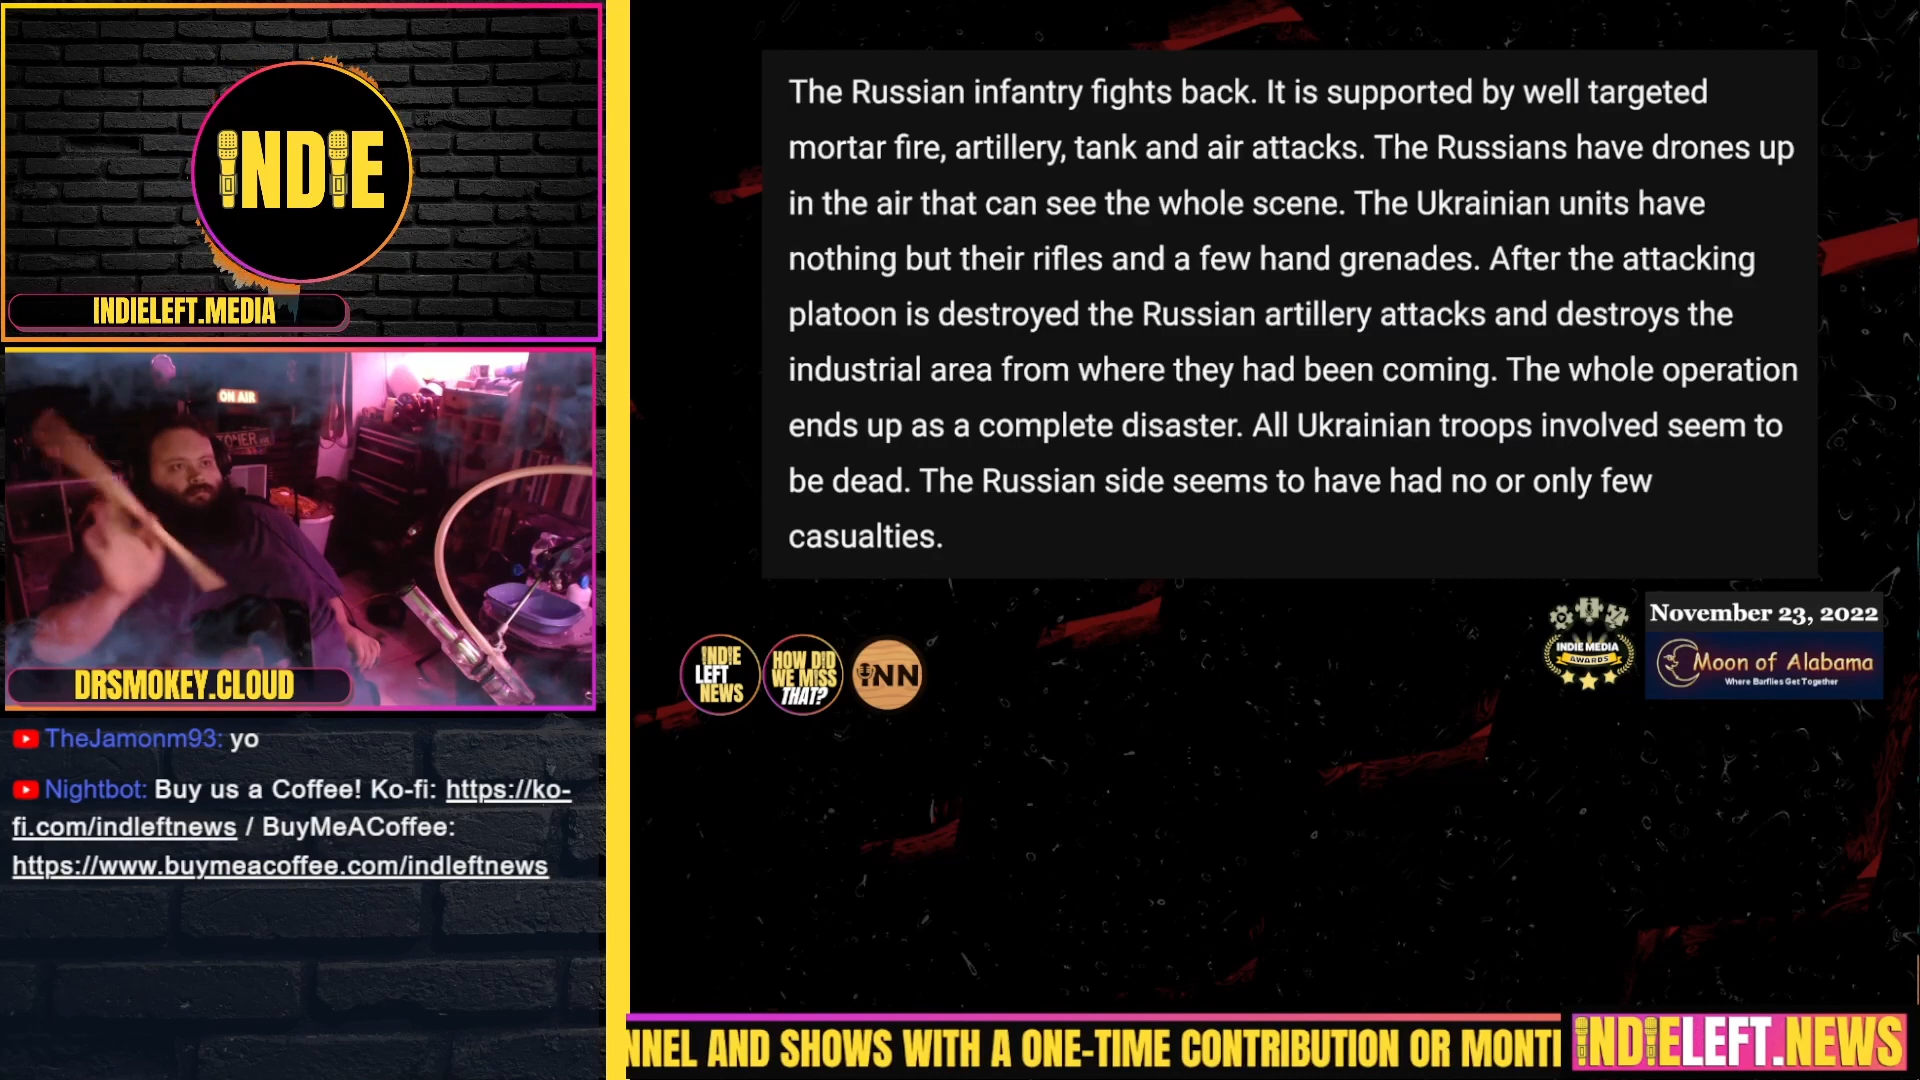 INDIE
INDIELEFT.MEDIA
ON AIR
DRSMOKEY.CLOUD
TheJamonm93: yo
Nightbot: Buy us a Coffee! Ko-fi: https://ko-
fi.com/indleftnews / BuyMeACoffee:
https://www.buymeacoffee.com/indleftnews
The Russian infantry fights back. It is supported by well targeted
mortar fire, artillery, tank and air attacks. The Russians have drones up
in the air that can see the whole scene. The Ukrainian units have
nothing but their rifles and a few hand grenades. After the attacking
platoon is destroyed the Russian artillery attacks and destroys the
industrial area from where they had been coming. The whole operation
ends up as a complete disaster. All Ukrainian troops involved seem to
be dead. The Russian side seems to have had no or only few
casualties.
INDIE
LEFT
NEWS
HOW DID
WE MISS
THAT?
INN
INDIE MEDIA
AWARDS
November 23, 2022
Moon of Alabama
Where Barflies Get Together
NNEL AND SHOWS WITH A ONE-TIME CONTRIBUTION OR MONTI
INDIELEFT.NEWS